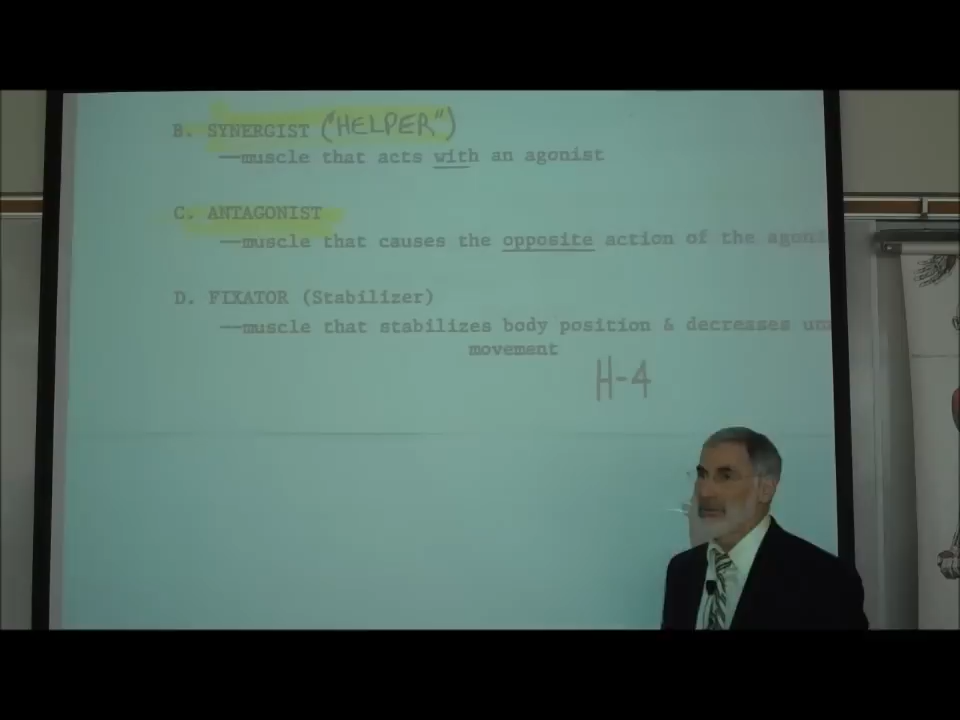 B. SYNERGIST ("HELPER")
—muscle that acts with an agonist
C. ANTAGONIST
—muscle that causes the opposite action of the
D. FIXATOR (Stabilizer)
—muscle that stabilizes body position & decreases
movement
H-4